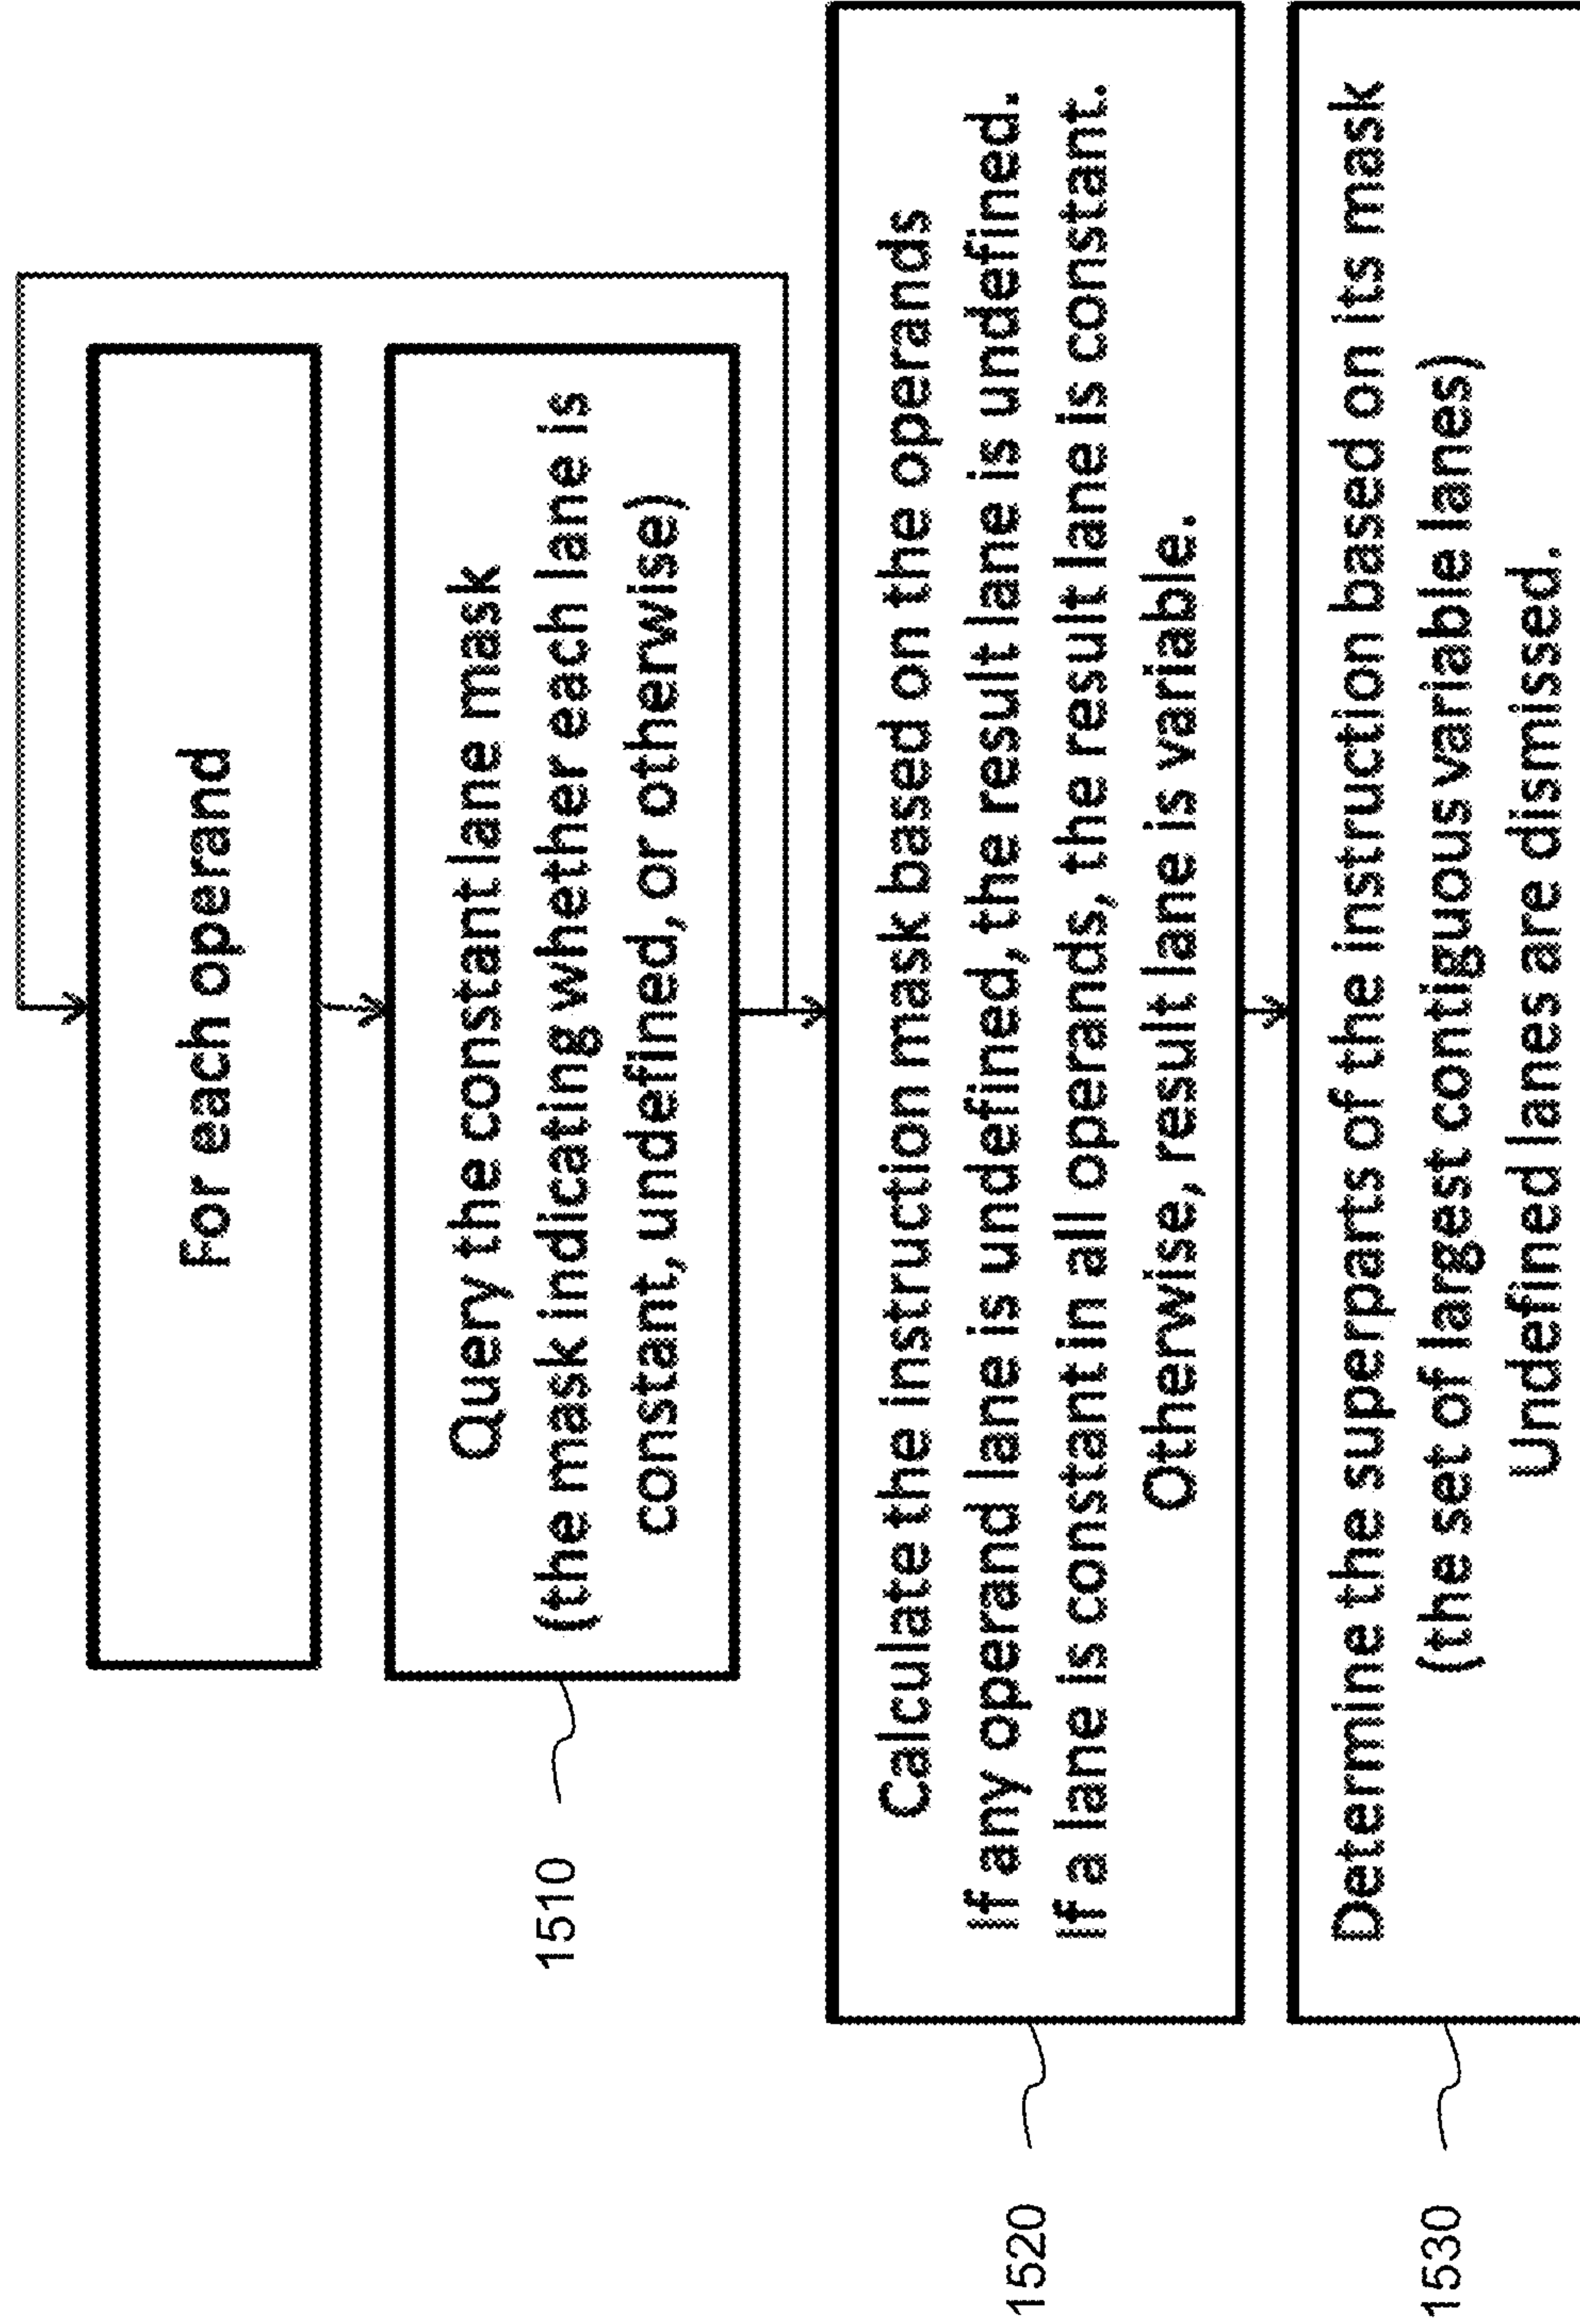 For each operand
Query the constant lane mask
(the mask indicating whether each lane is
constant, undefined, or otherwise)
1510
Calculate the instruction mask based on the operands
If any operand lane is undefined, the result lane is undefined.
If a lane is constant in all operands, the result lane is constant.
Otherwise, result lane is variable.
1520
Determine the superparts of the instruction based on its mask
(the set of largest contiguous variable lanes)
Undefined lanes are dismissed.
1530